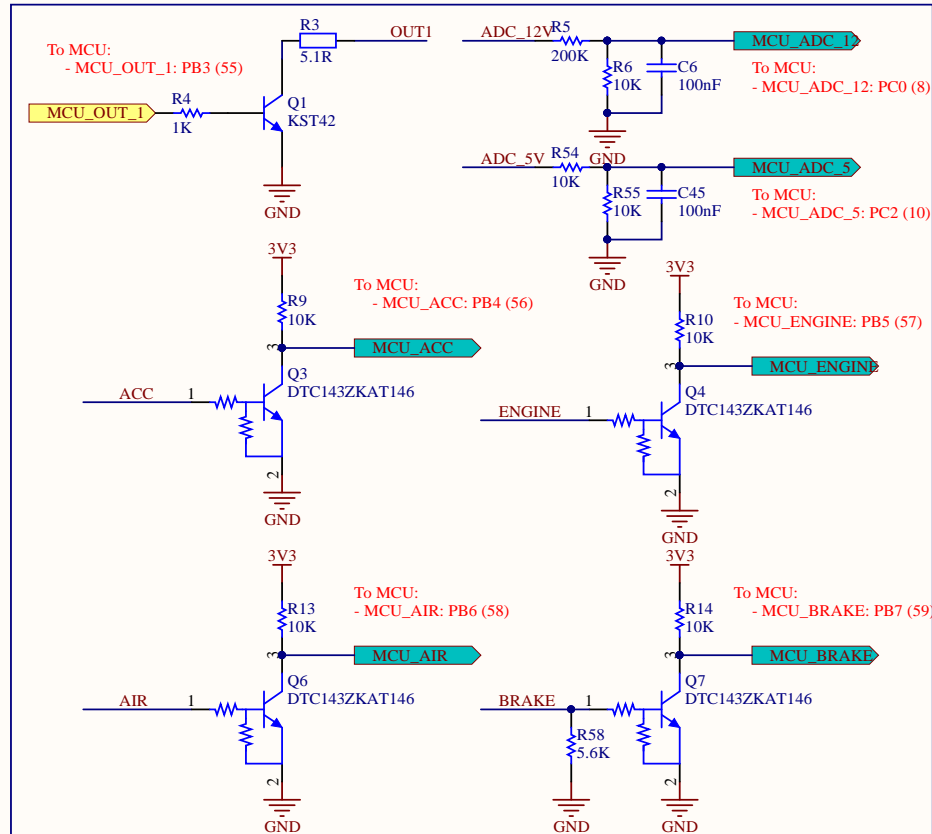 R3
5.1R
OUT1
To MCU:
- MCU_OUT_1: PB3 (55)
MCU_OUT_1
R4
1K
Q1
KST42
GND
ADC_12V
R5
200K
R6
10K
C6
100nF
MCU_ADC_12
To MCU:
- MCU_ADC_12: PC0 (8)
GND
ADC_5V
R54
10K
R55
10K
C45
100nF
MCU_ADC_5
To MCU:
- MCU_ADC_5: PC2 (10)
GND
3V3
R9
10K
To MCU:
- MCU_ACC: PB4 (56)
3
MCU_ACC
Q3
DTC143ZKAT146
ACC
1
2
GND
3V3
R10
10K
To MCU:
- MCU_ENGINE: PB5 (57)
3
MCU_ENGINE
Q4
DTC143ZKAT146
ENGINE
1
2
GND
3V3
R13
10K
To MCU:
- MCU_AIR: PB6 (58)
3
MCU_AIR
Q6
DTC143ZKAT146
AIR
1
2
GND
3V3
R14
10K
To MCU:
- MCU_BRAKE: PB7 (59)
3
MCU_BRAKE
Q7
DTC143ZKAT146
BRAKE
1
R58
5.6K
2
GND
GND